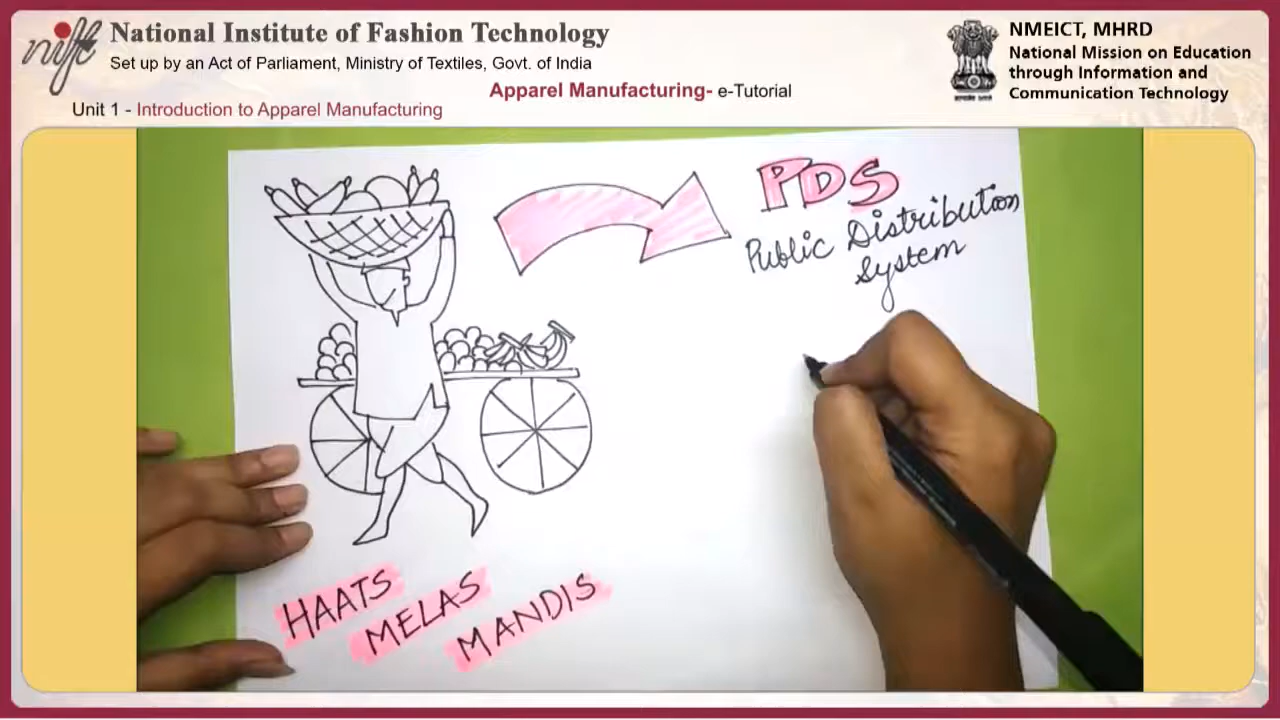 nift
National Institute of Fashion Technology
Set up by an Act of Parliament, Ministry of Textiles, Govt. of India
Apparel Manufacturing- e-Tutorial
Unit 1 - Introduction to Apparel Manufacturing
NMEICT, MHRD
National Mission on Education
through Information and
Communication Technology
PDS
Public Distribution
System
HAATS
MELAS
MANDIS